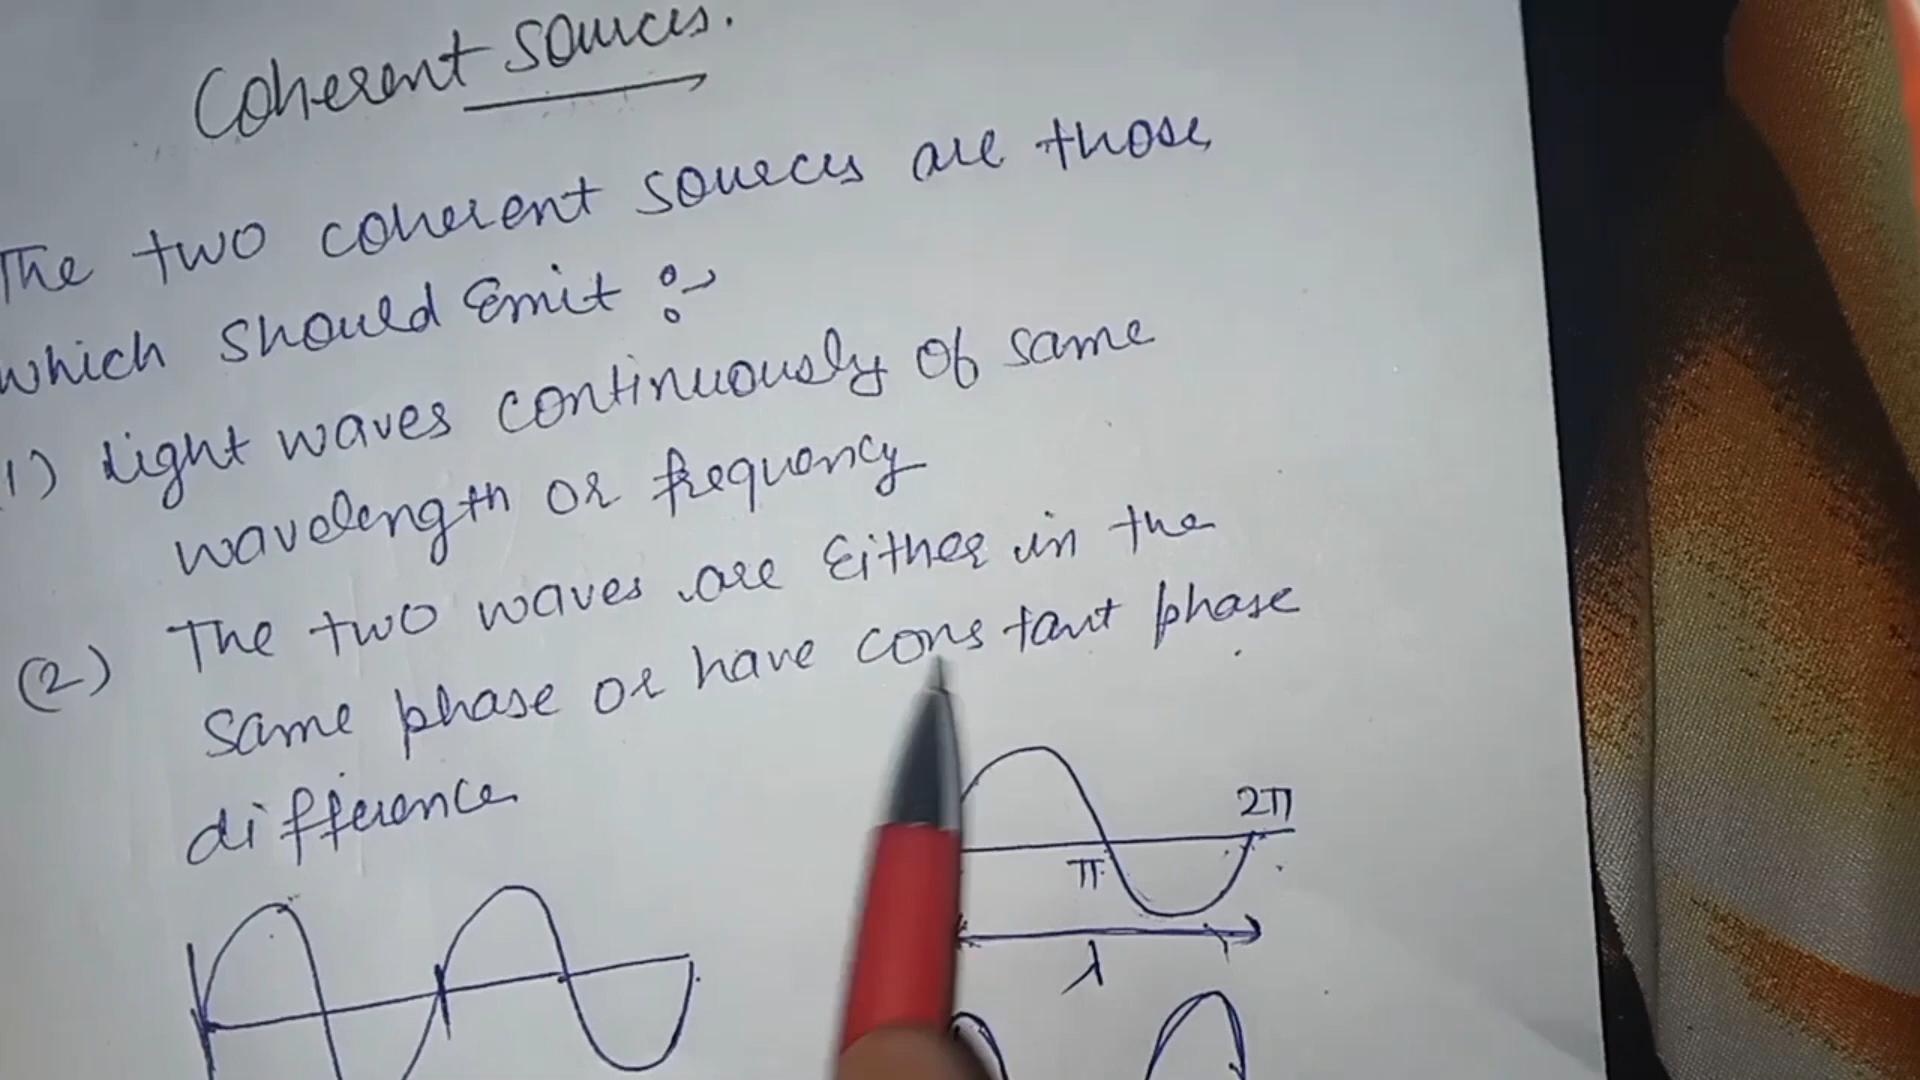 Coherent sources.
The two coherent sources are those
which should Emit :-
(1) Light waves continuously of same
wavelength or frequency
(2) The two waves are Either in the
same phase or have constant phase
difference
2π
π
λ